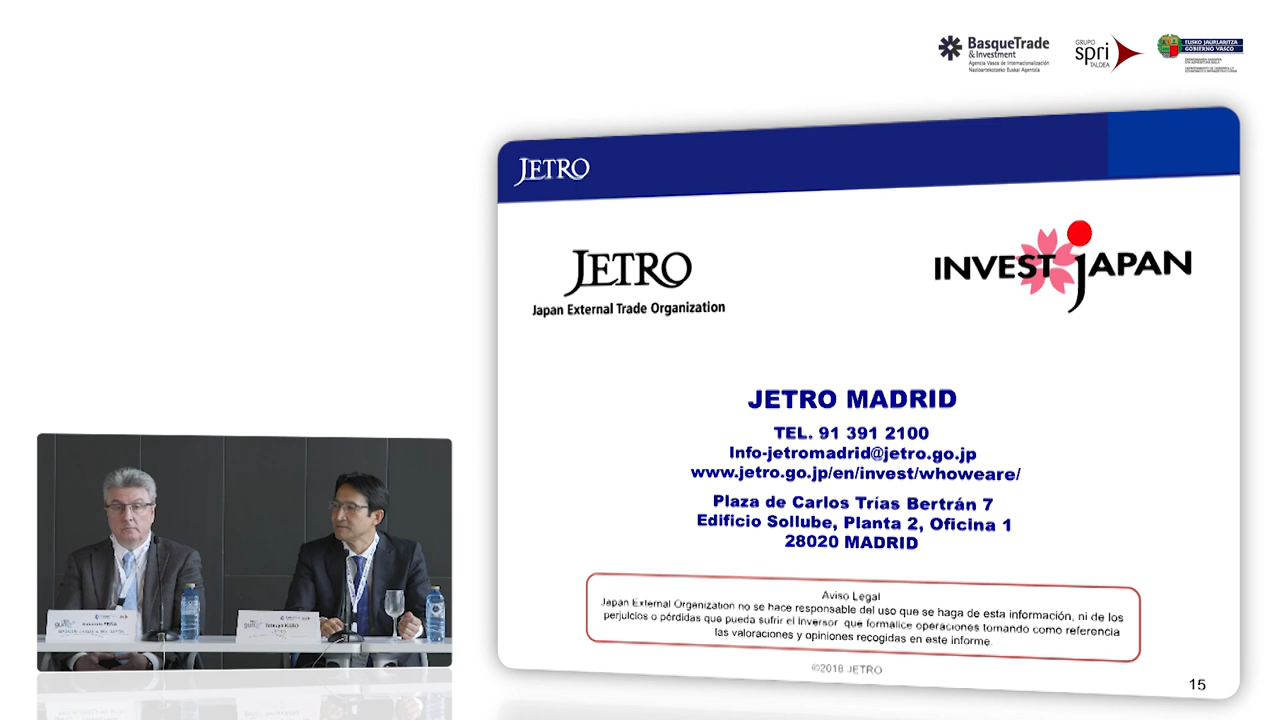 BasqueTrade
& Investment
Agencia Vasca de Internacionalización
Nazioartekotzeko Euskal Agentzia
GRUPO
spri
TALDEA
EUSKO JAURLARITZA
GOBIERNO VASCO
JETRO
JETRO
Japan External Trade Organization
INVEST JAPAN
JETRO MADRID
TEL. 91 391 2100
Info-jetromadrid@jetro.go.jp
www.jetro.go.jp/en/invest/whoweare/
Plaza de Carlos Trías Bertrán 7
Edificio Sollube, Planta 2, Oficina 1
28020 MADRID
Aviso Legal
Japan External Organization no se hace responsable del uso que se haga de esta información, ni de los
perjuicios o pérdidas que pueda sufrir el Inversor que formalice operaciones tomando como referencia
las valoraciones y opiniones recogidas en este informe.
©2018 JETRO
15